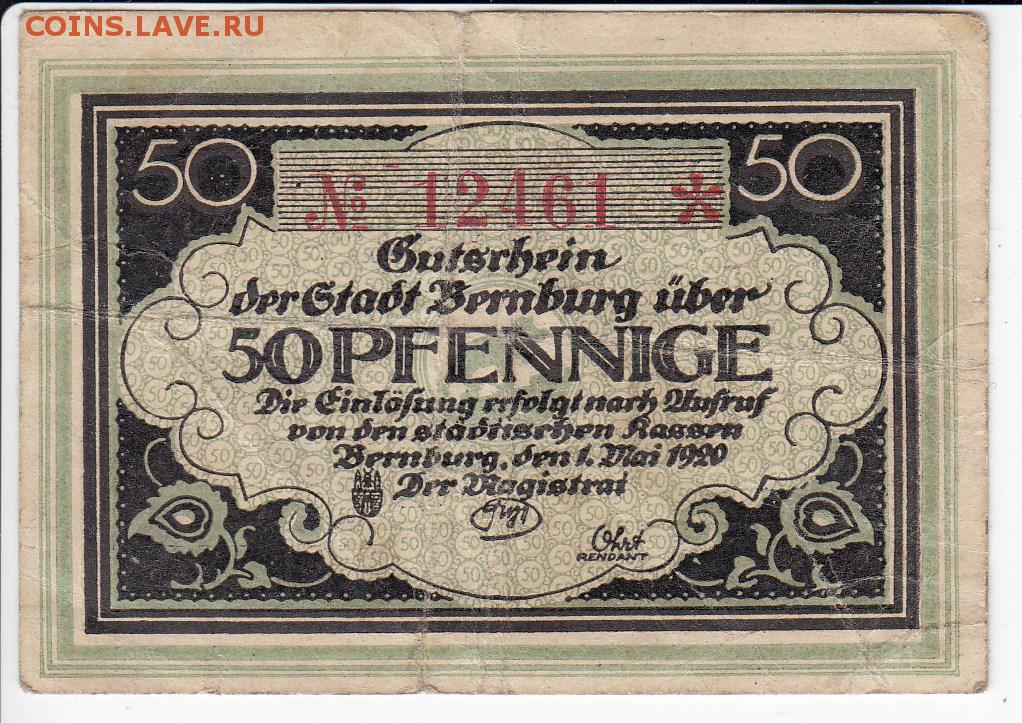 COINS.LAVE.RU
50 50
№ 12461 *
Gutschein
der Stadt Bernburg über
50 PFENNIGE
Die Einlösung erfolgt nach Aufruf
von den städtischen Kassen
Bernburg, den 1. Mai 1920
Der Magistrat
Ohrt
RENDANT